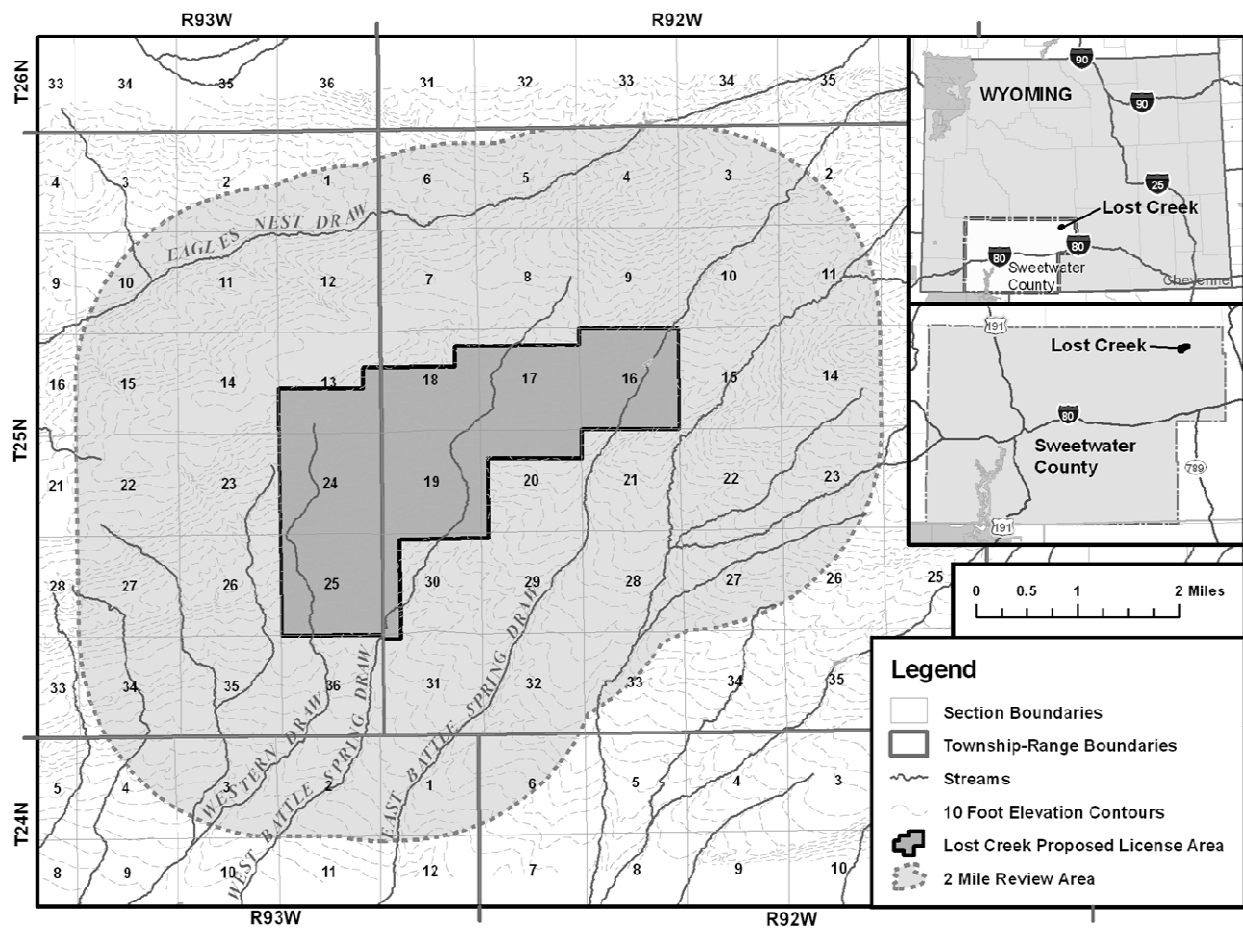 R93W
R92W
T26N
33 34 35 36 31 32 33 34 35
4 3 2 1 6 5 4 3 2
EAGLES NEST DRAW
9 10 11 12 7 8 9 10 11
16 15 14 13 18 17 16 15 14
T25N
21 22 23 24 19 20 21 22 23
28 27 26 25 30 29 28 27 26 25
33 34 35 36 31 32 33 34 35
WESTERN DRAW
WEST BATTLE SPRING DRAW
EAST BATTLE SPRING DRAW
T24N
5 4 3 2 1 6 5 4 3
8 9 10 11 12 7 8 9 10
R93W
R92W
90
WYOMING
90
25
Lost Creek
80
80
Sweetwater
County
Cheyenne
191
Lost Creek
80
Sweetwater
County
789
191
0 0.5 1 2 Miles
Legend
Section Boundaries
Township-Range Boundaries
Streams
10 Foot Elevation Contours
Lost Creek Proposed License Area
2 Mile Review Area